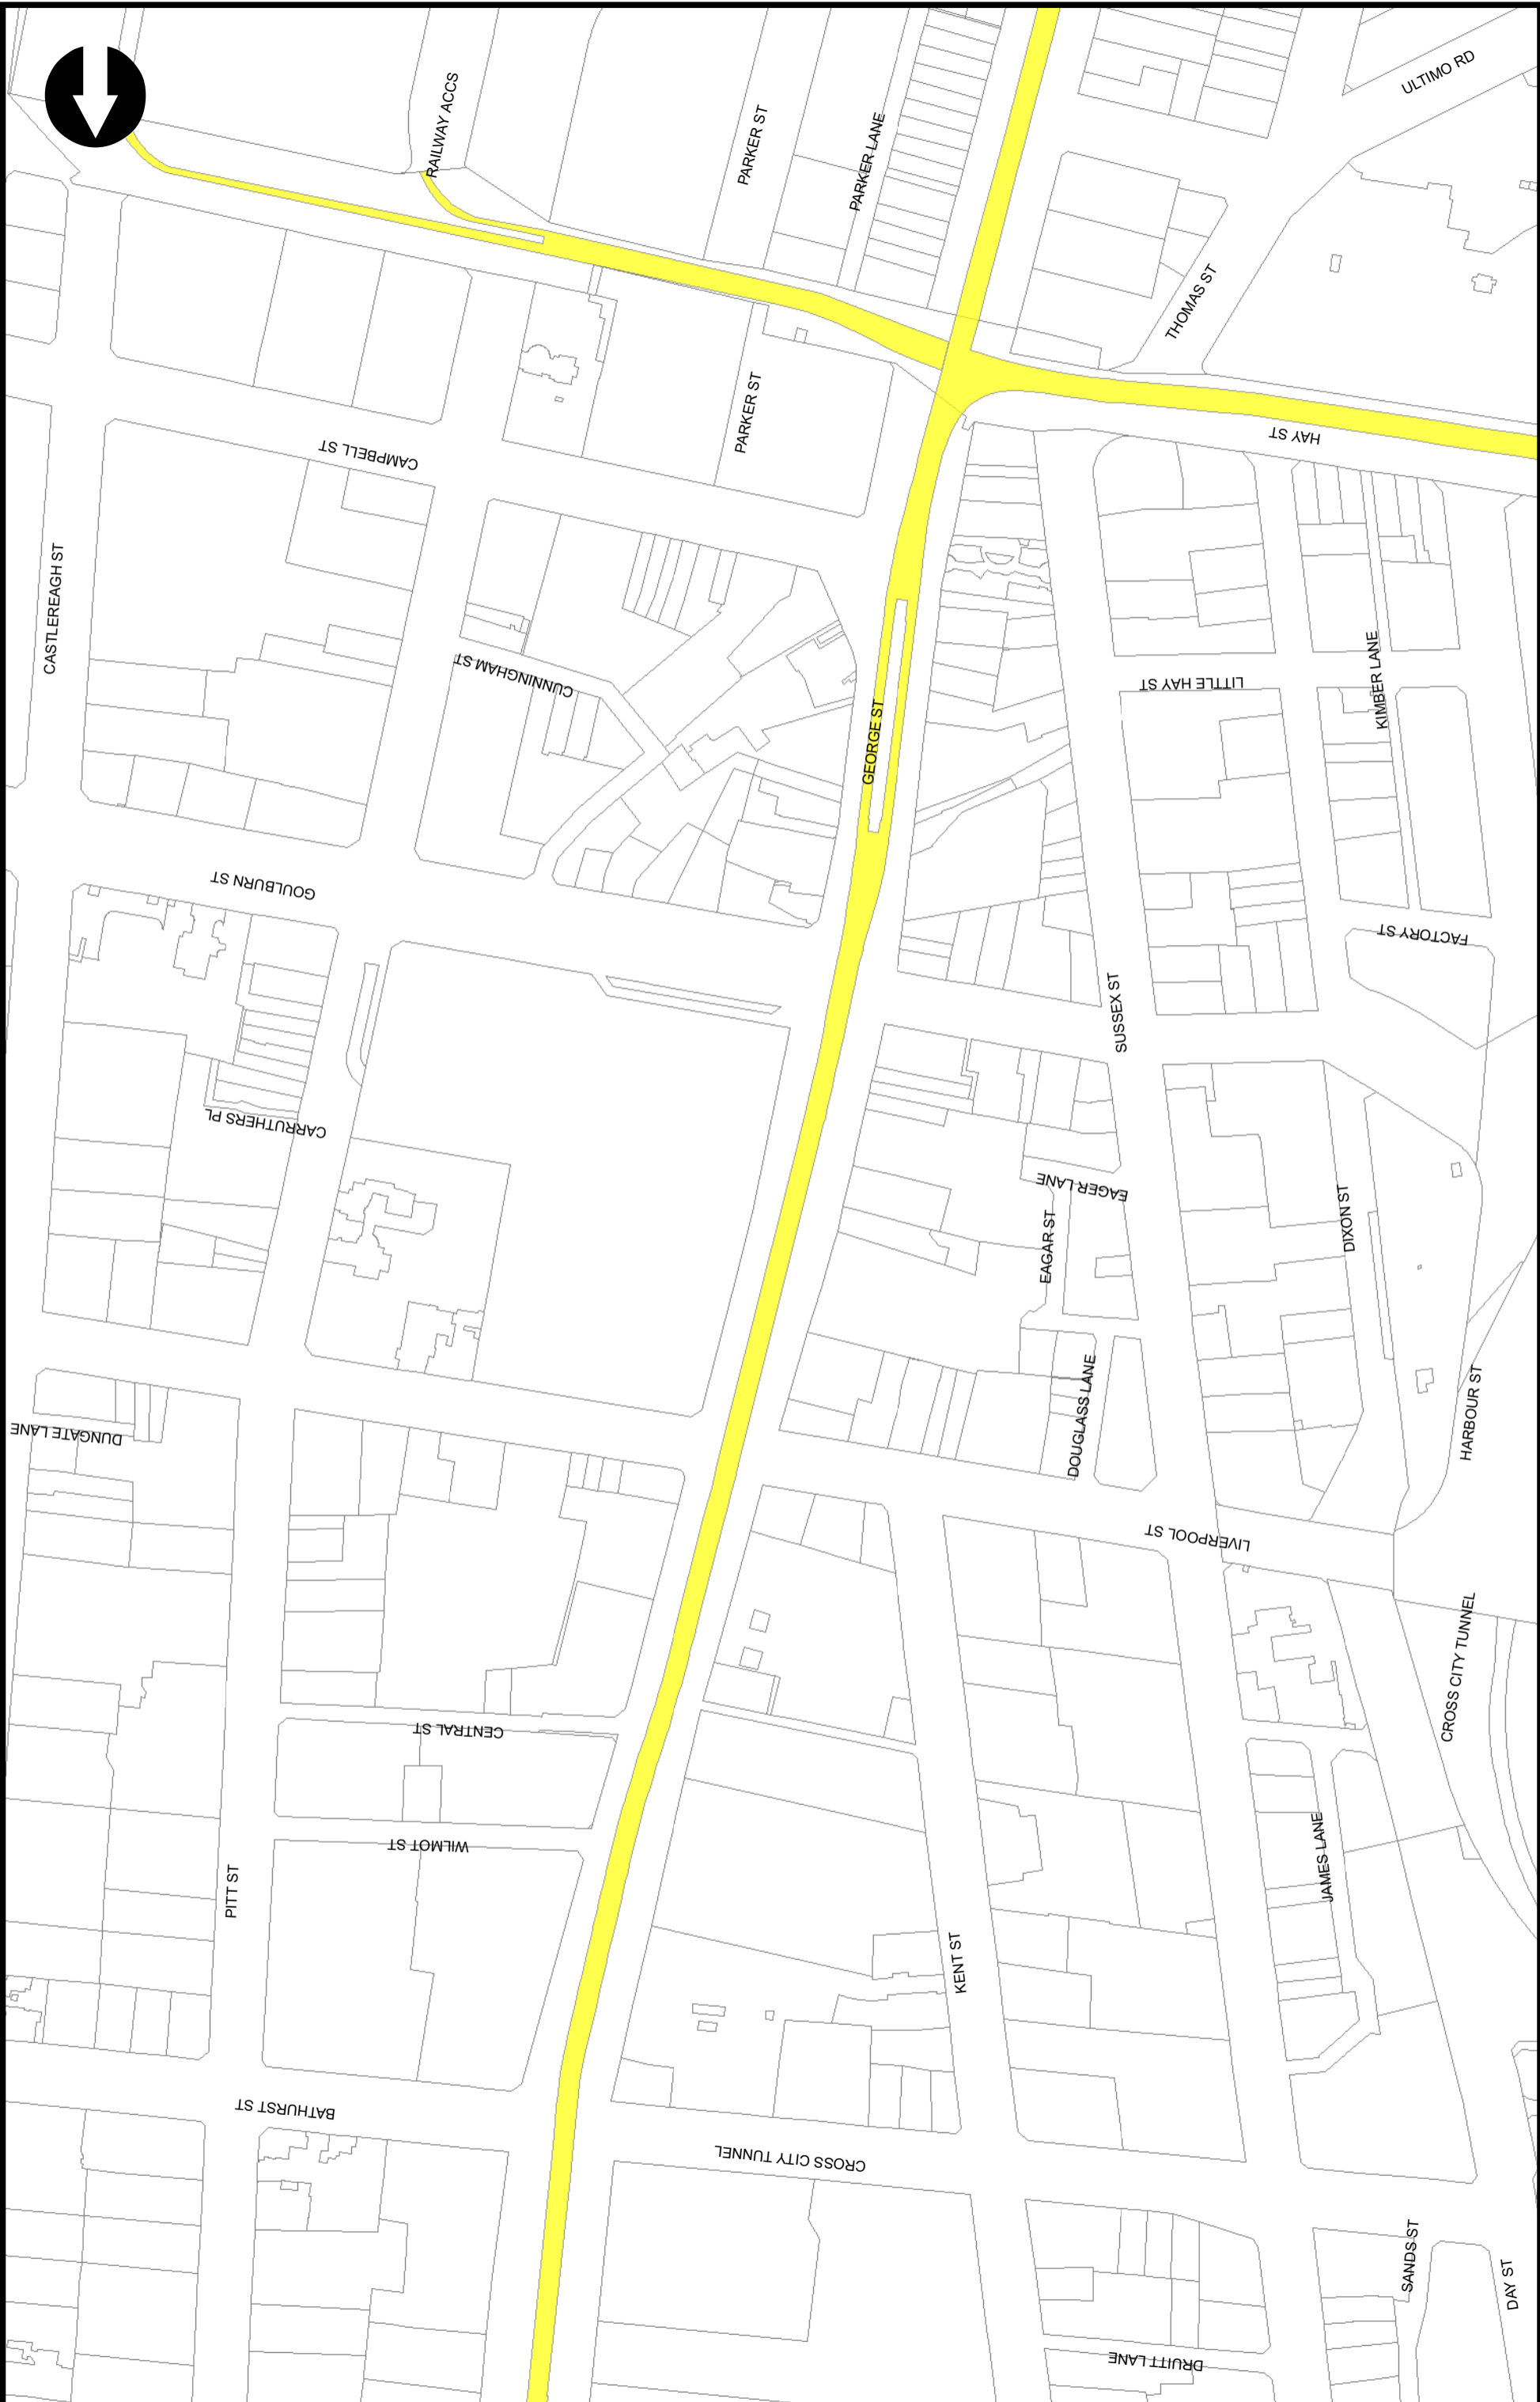 ULTIMO RD
RAILWAY ACCS
PARKER ST
PARKER LANE
THOMAS ST
PARKER ST
HAY ST
CAMPBELL ST
CASTLEREAGH ST
CUNNINGHAM ST
LITTLE HAY ST
KIMBER LANE
GEORGE ST
GOULBURN ST
FACTORY ST
SUSSEX ST
CARRUTHERS PL
EAGER LANE
EAGAR ST
DIXON ST
DOUGLASS LANE
HARBOUR ST
DUNGATE LANE
LIVERPOOL ST
CROSS CITY TUNNEL
CENTRAL ST
WILMOT ST
JAMES LANE
PITT ST
KENT ST
BATHURST ST
CROSS CITY TUNNEL
SANDS ST
DAY ST
DRUITT LANE